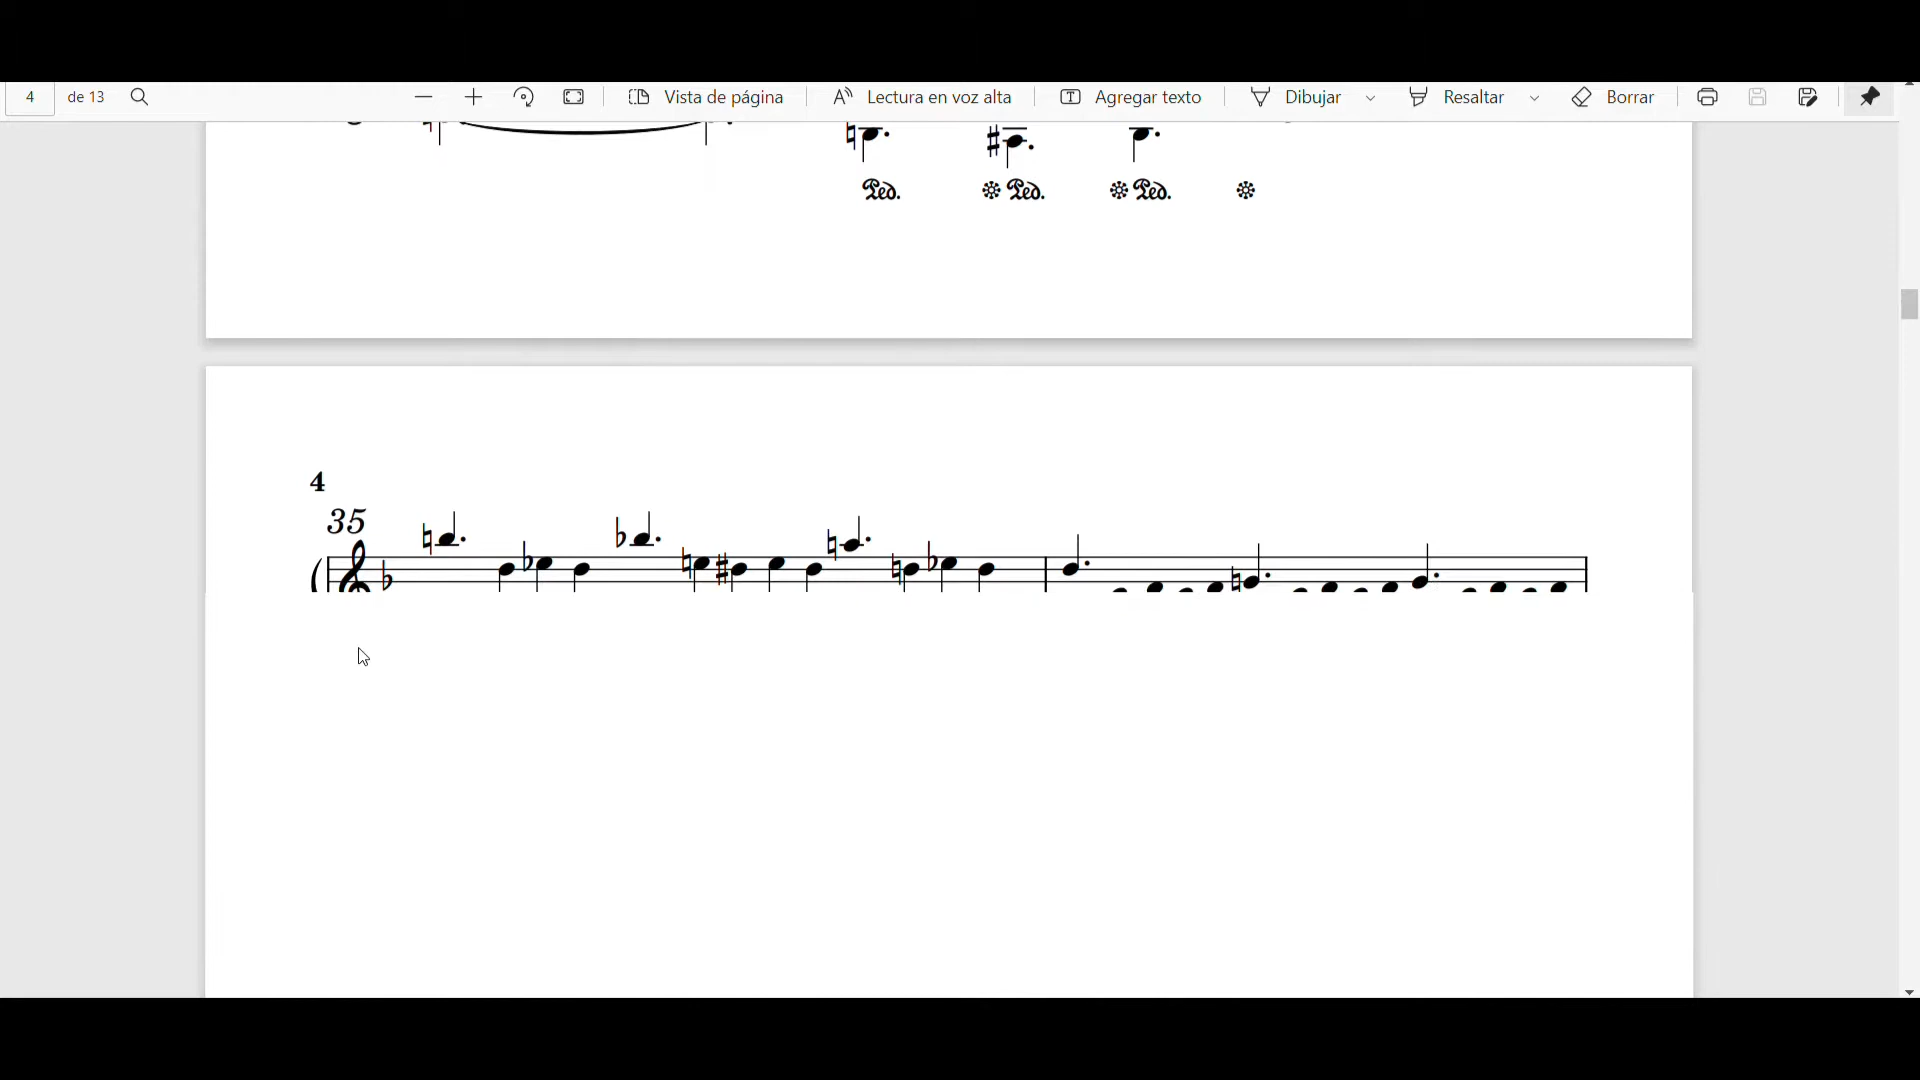 4 de 13 Vista de página Lectura en voz alta Agregar texto Dibujar Resaltar Borrar
Ped. Ped. Ped.
4
35